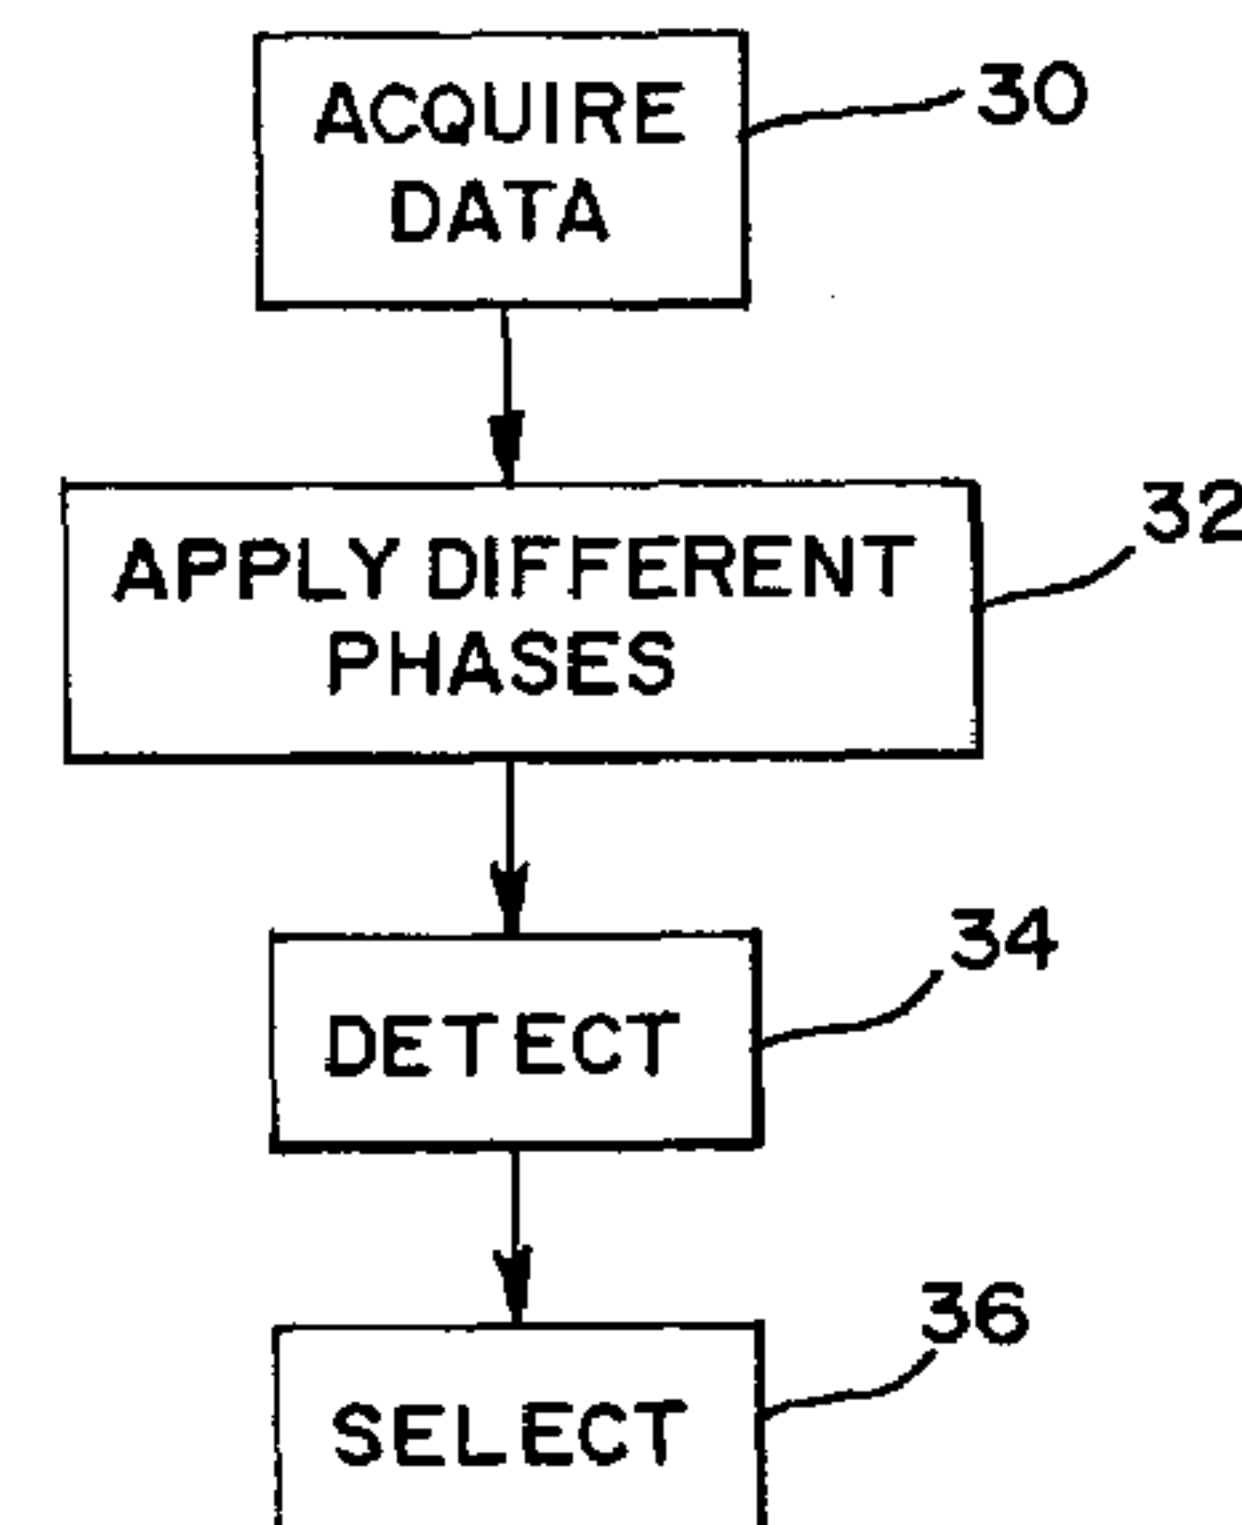 ACQUIRE
DATA
30
APPLY DIFFERENT
PHASES
32
DETECT
34
SELECT
36